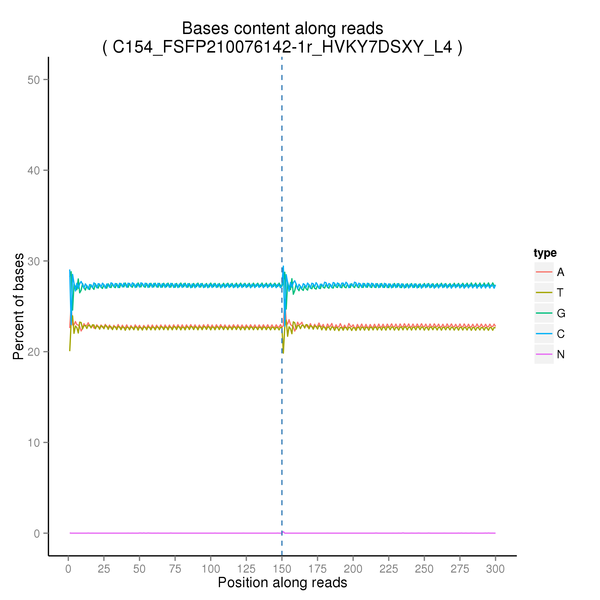 Bases content along reads
( C154_FSFP210076142-1r_HVKY7DSXY_L4 )
Percent of bases
50
40
30
20
10
0
0 25 50 75 100 125 150 175 200 225 250 275 300
Position along reads
type
A
T
G
C
N